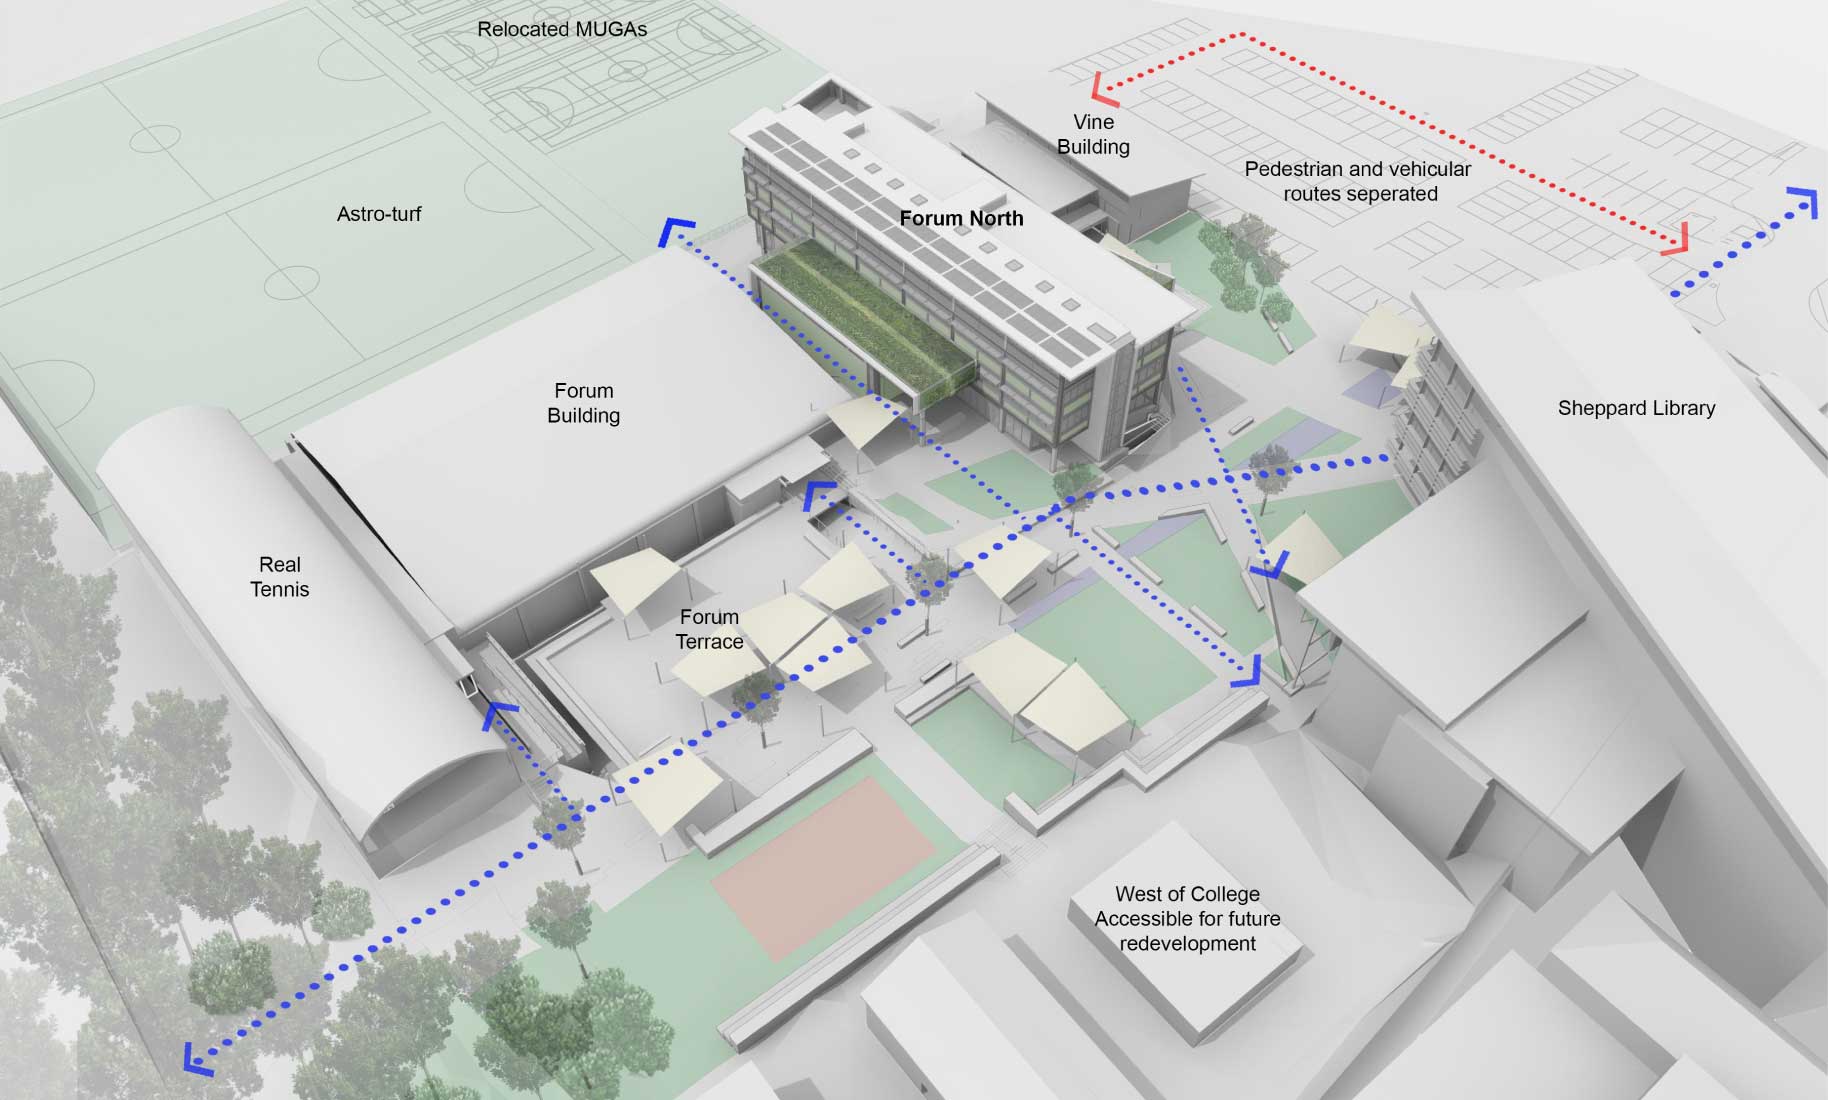 Relocated MUGAs
Vine
Building
Pedestrian and vehicular
routes seperated
Astro-turf
Forum North
Forum
Building
Sheppard Library
Real
Tennis
Forum
Terrace
West of College
Accessible for future
redevelopment